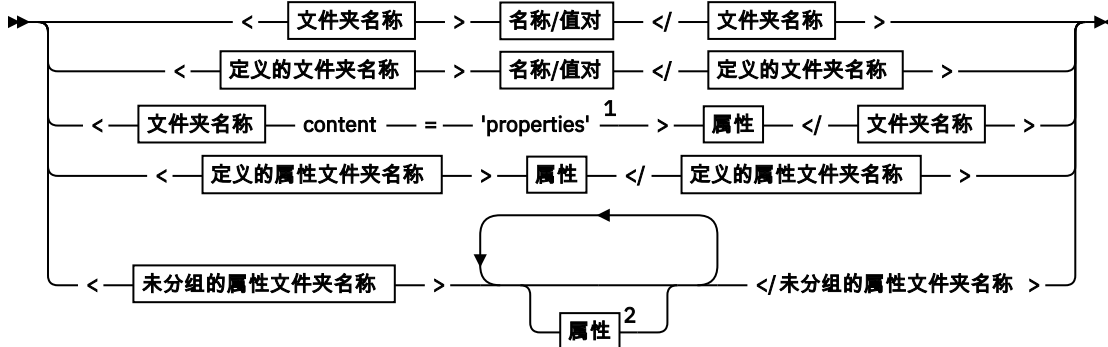 < 文件夹名称 > 名称/值对 </ 文件夹名称 >
< 定义的文件夹名称 > 名称/值对 </ 定义的文件夹名称 >
< 文件夹名称 content = 'properties' 1 > 属性 </ 文件夹名称 >
< 定义的属性文件夹名称 > 属性 </ 定义的属性文件夹名称 >
< 未分组的属性文件夹名称 > </ 未分组的属性文件夹名称 >
属性 2